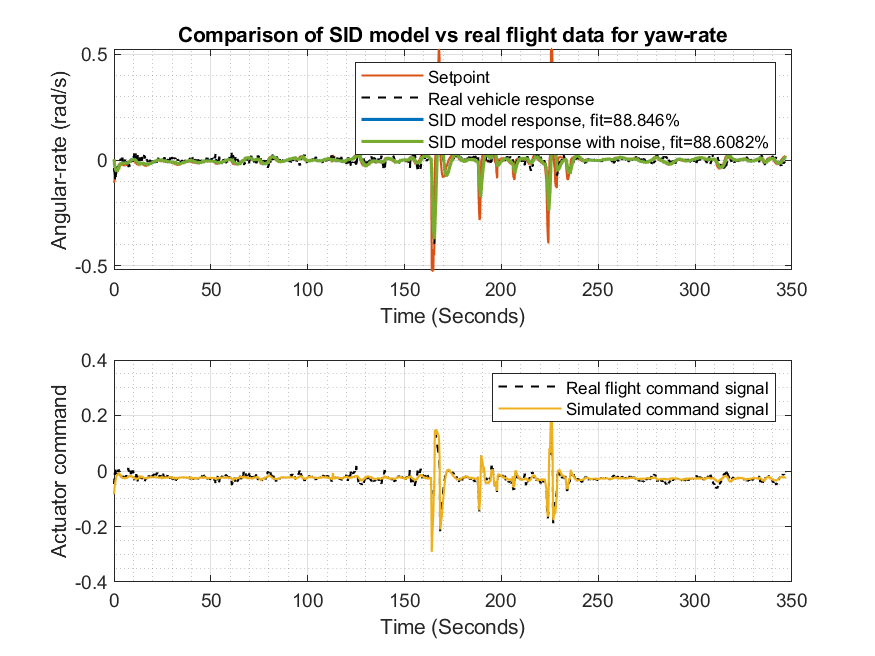 Comparison of SID model vs real flight data for yaw-rate
Angular-rate (rad/s)
0.5
0
-0.5
Setpoint
Real vehicle response
SID model response, fit=88.846%
SID model response with noise, fit=88.6082%
0 50 100 150 200 250 300 350
Time (Seconds)
Actuator command
0.4
0.2
0
-0.2
-0.4
Real flight command signal
Simulated command signal
0 50 100 150 200 250 300 350
Time (Seconds)